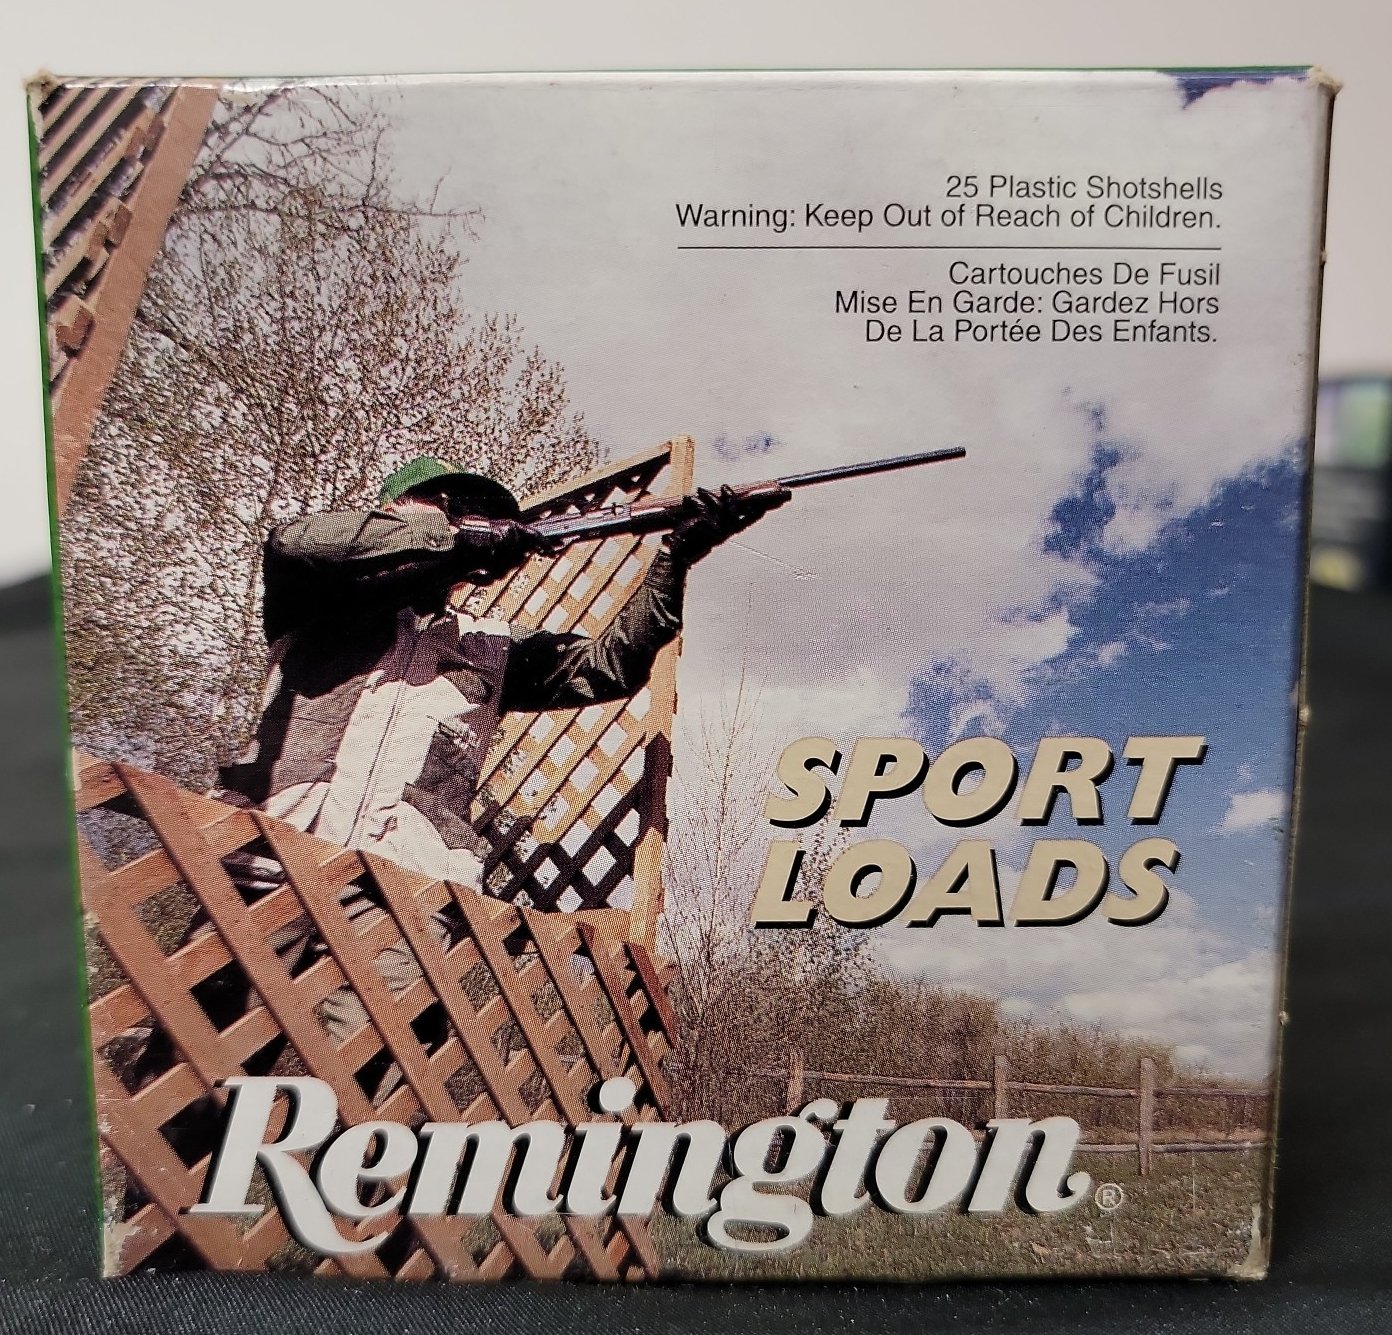 25 Plastic Shotshells
Warning: Keep Out of Reach of Children.
Cartouches De Fusil
Mise En Garde: Gardez Hors
De La Portée Des Enfants.
SPORT
LOADS
Remington®